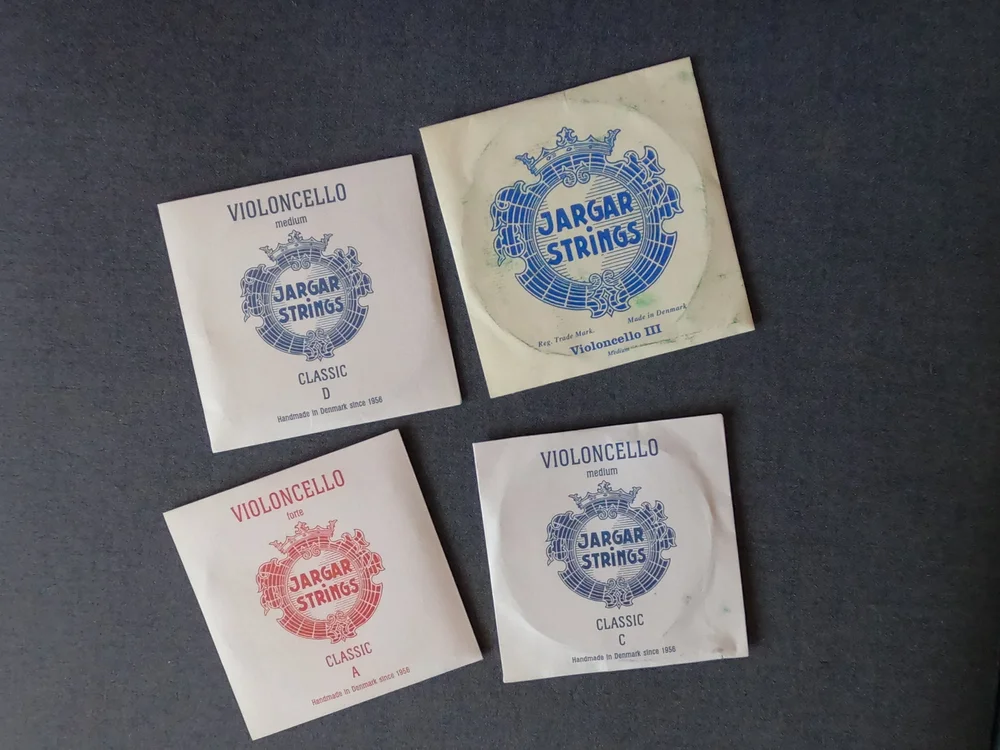 VIOLONCELLO
medium
JARGAR
STRiNGS
CLASSIC
D
Handmade in Denmark since 1956
JARGAR
STRiNGS
Reg. Trade Mark.
Made in Denmark
Violoncello III
Medium
VIOLONCELLO
forte
JARGAR
STRiNGS
CLASSIC
A
Handmade in Denmark since 1956
VIOLONCELLO
medium
JARGAR
STRiNGS
CLASSIC
C
Handmade in Denmark since 1956